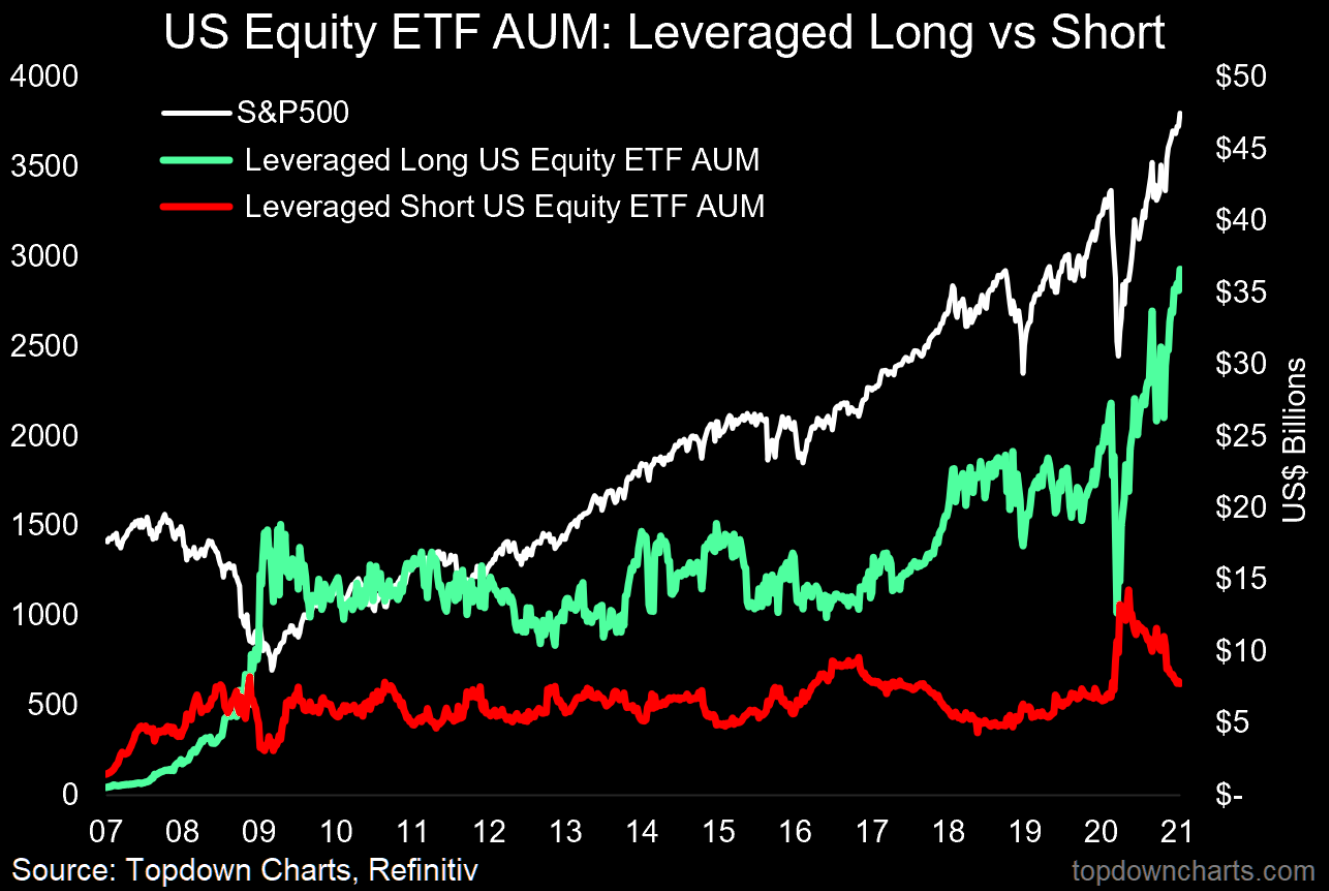 US Equity ETF AUM: Leveraged Long vs Short
4000
3500
3000
2500
2000
1500
1000
500
0
S&P500
Leveraged Long US Equity ETF AUM
Leveraged Short US Equity ETF AUM
$50
$45
$40
$35
$30
$25
$20
$15
$10
$5
$-
US$ Billions
07 08 09 10 11 12 13 14 15 16 17 18 19 20 21
Source: Topdown Charts, Refinitiv
topdowncharts.com